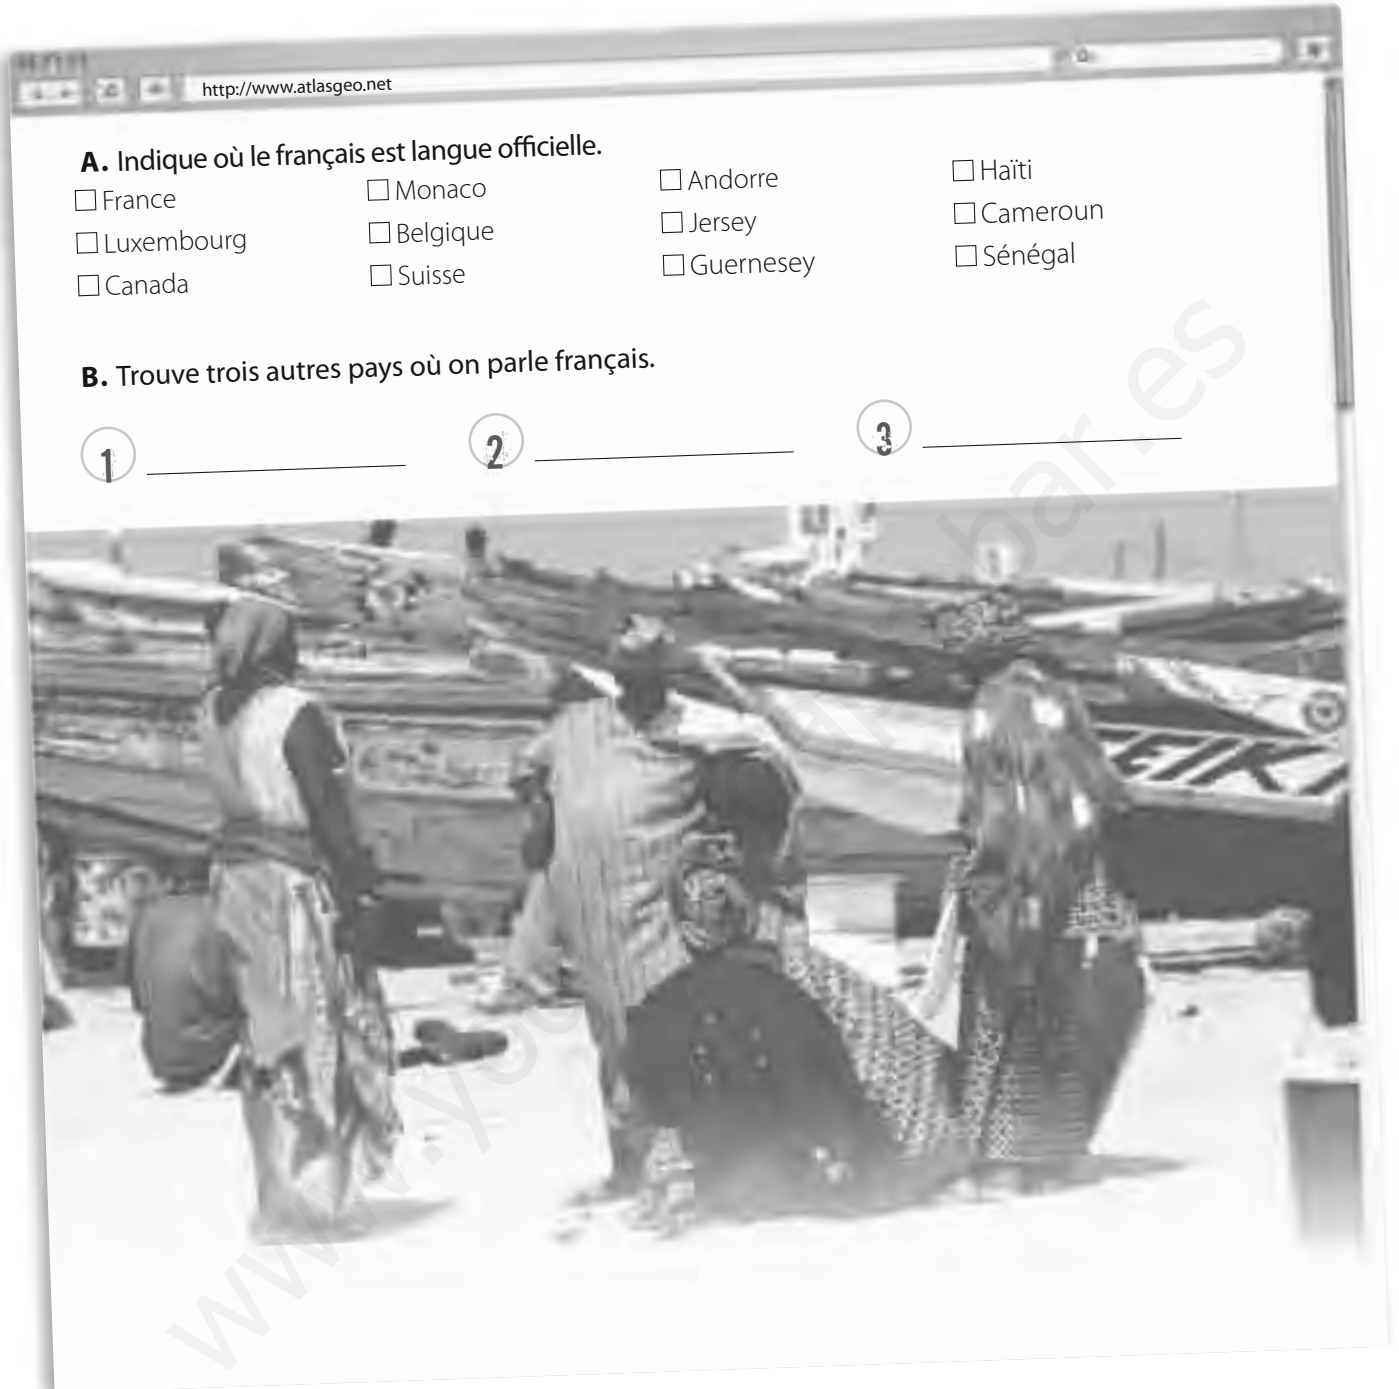 http://www.atlasgeo.net
A. Indique où le français est langue officielle.
☐ France ☐ Monaco ☐ Andorre ☐ Haïti
☐ Luxembourg ☐ Belgique ☐ Jersey ☐ Cameroun
☐ Canada ☐ Suisse ☐ Guernesey ☐ Sénégal
B. Trouve trois autres pays où on parle français.
1 2 3